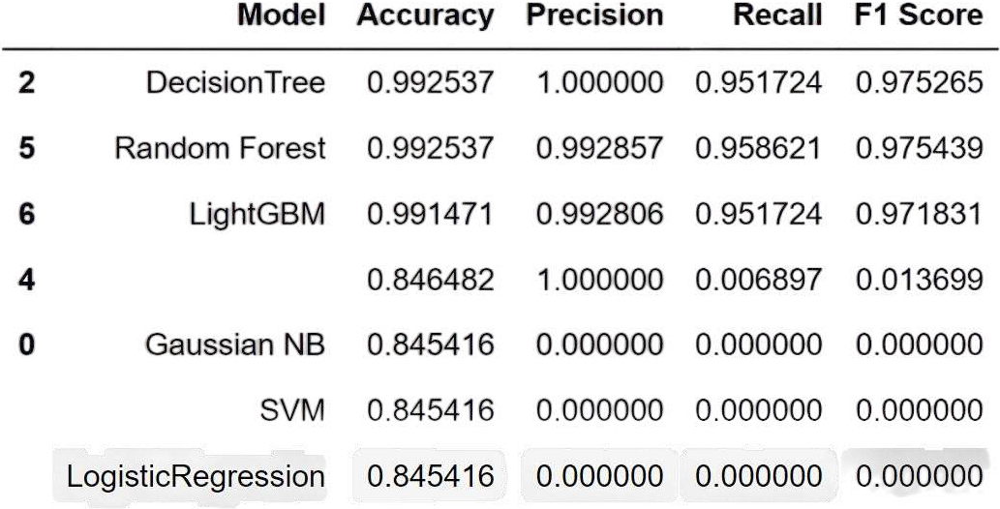 Model Accuracy Precision Recall F1 Score
2 DecisionTree 0.992537 1.000000 0.951724 0.975265
5 Random Forest 0.992537 0.992857 0.958621 0.975439
6 LightGBM 0.991471 0.992806 0.951724 0.971831
4 0.846482 1.000000 0.006897 0.013699
0 Gaussian NB 0.845416 0.000000 0.000000 0.000000
SVM 0.845416 0.000000 0.000000 0.000000
LogisticRegression 0.845416 0.000000 0.000000 0.000000